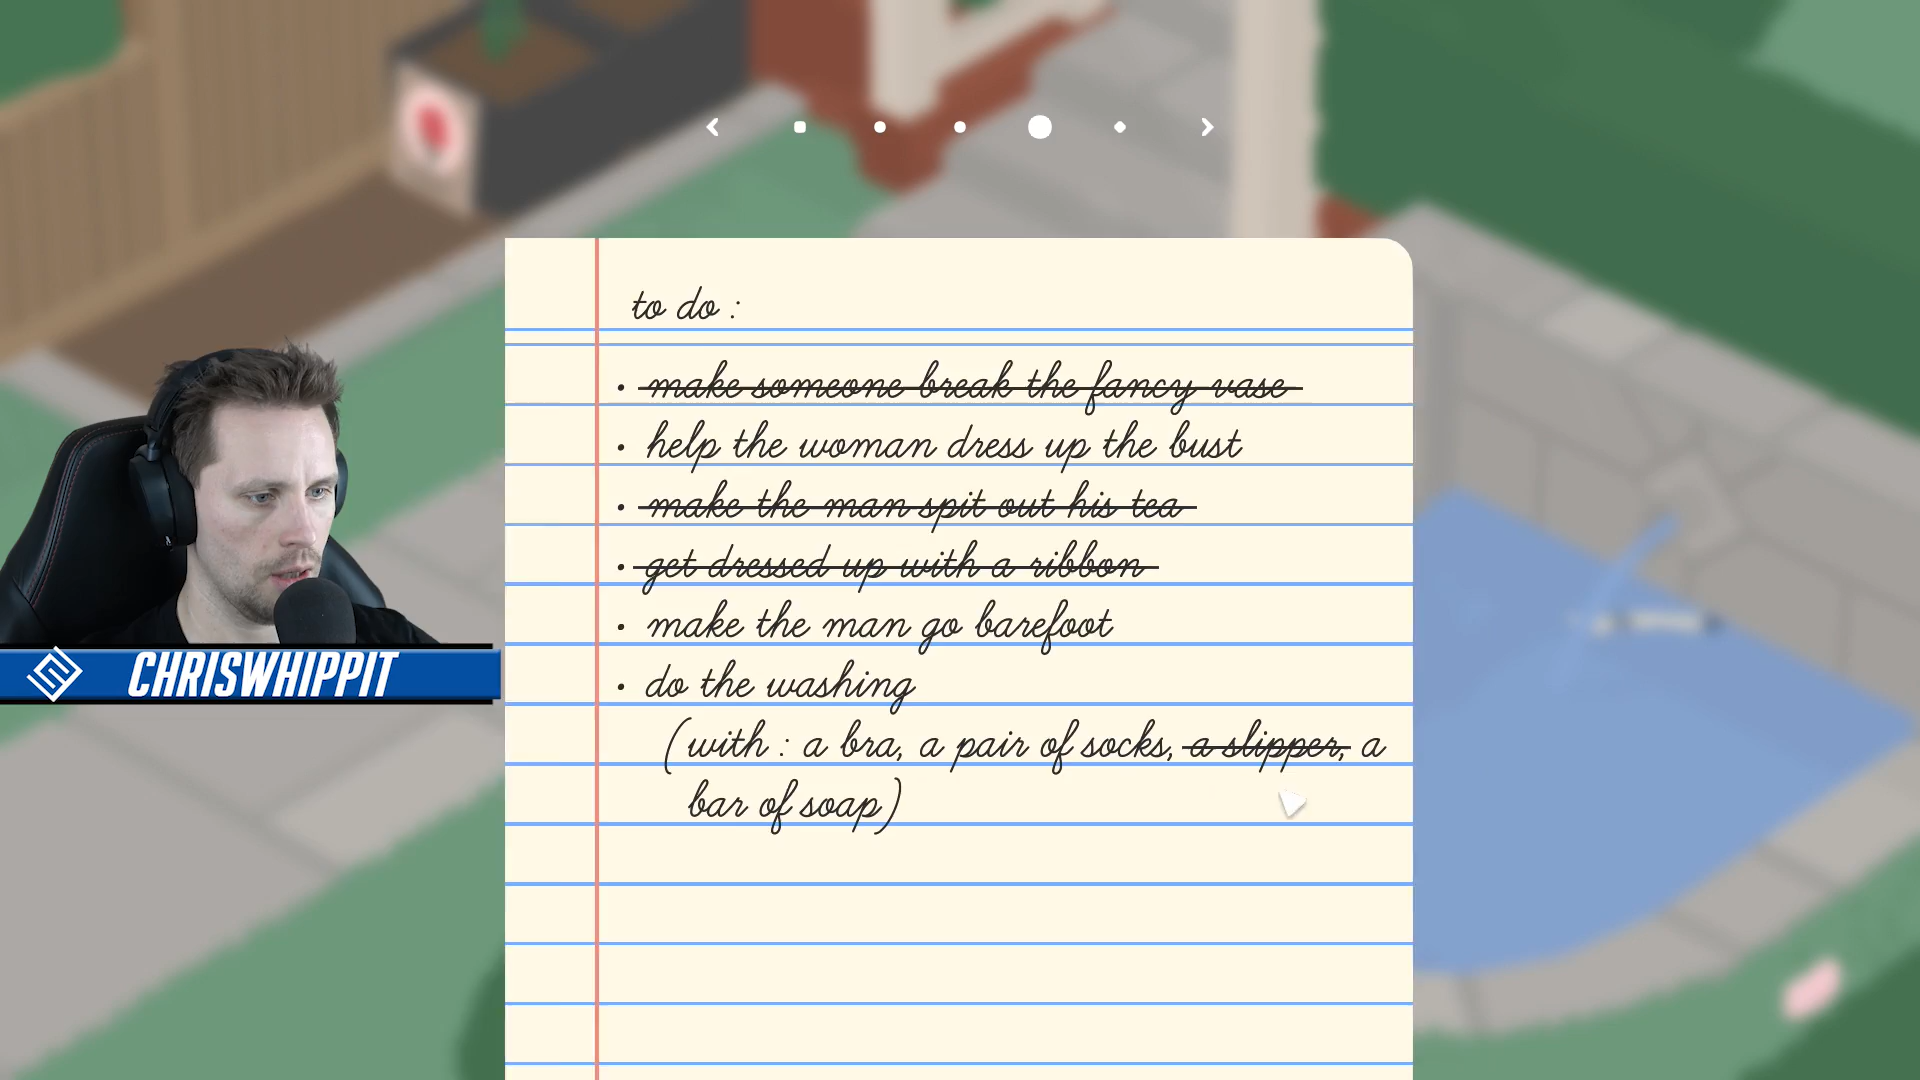 to do :
• make someone break the fancy vase
• help the woman dress up the bust
• make the man spit out his tea
• get dressed up with a ribbon
• make the man go barefoot
• do the washing
(with : a bra, a pair of socks, a slipper, a
bar of soap)
CHRISWHIPPIT